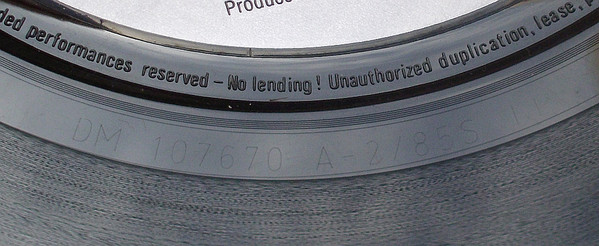 Produc
ded performances reserved – No lending! Unauthorized duplication, lease, p
DM 107670 A-2/85S